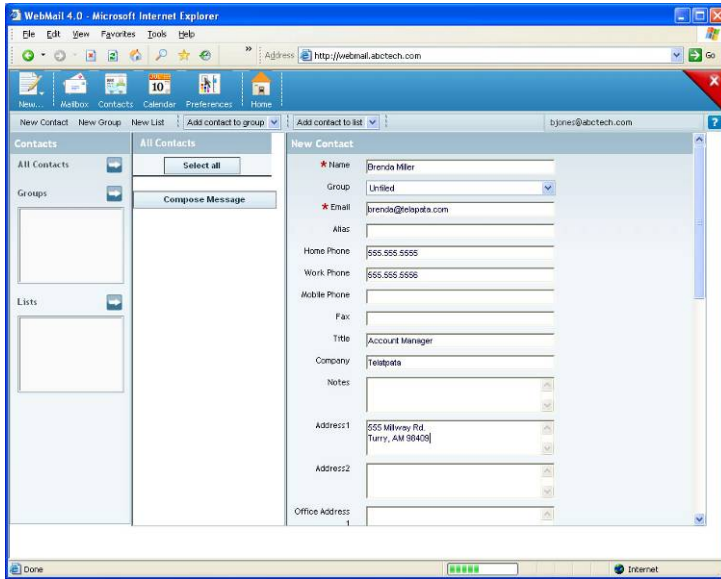 WebMail 4.0 - Microsoft Internet Explorer
File Edit View Favorites Tools Help
» Address http://webmail.abctech.com Go
10
New... Mailbox Contacts Calendar Preferences Home
New Contact New Group New List Add contact to group Add contact to list bjones@abctech.com ?
Contacts
All Contacts
Groups
Lists
All Contacts
Select all
Compose Message
New Contact
* Name Brenda Miller
Group Unfiled
* Email brenda@telapata.com
Alias
Home Phone 555.555.5555
Work Phone 555.555.5556
Mobile Phone
Fax
Title Account Manager
Company Telatpata
Notes
Address1 555 Millway Rd.
Turry, AM 98409
Address2
Office Address
1
Done Internet